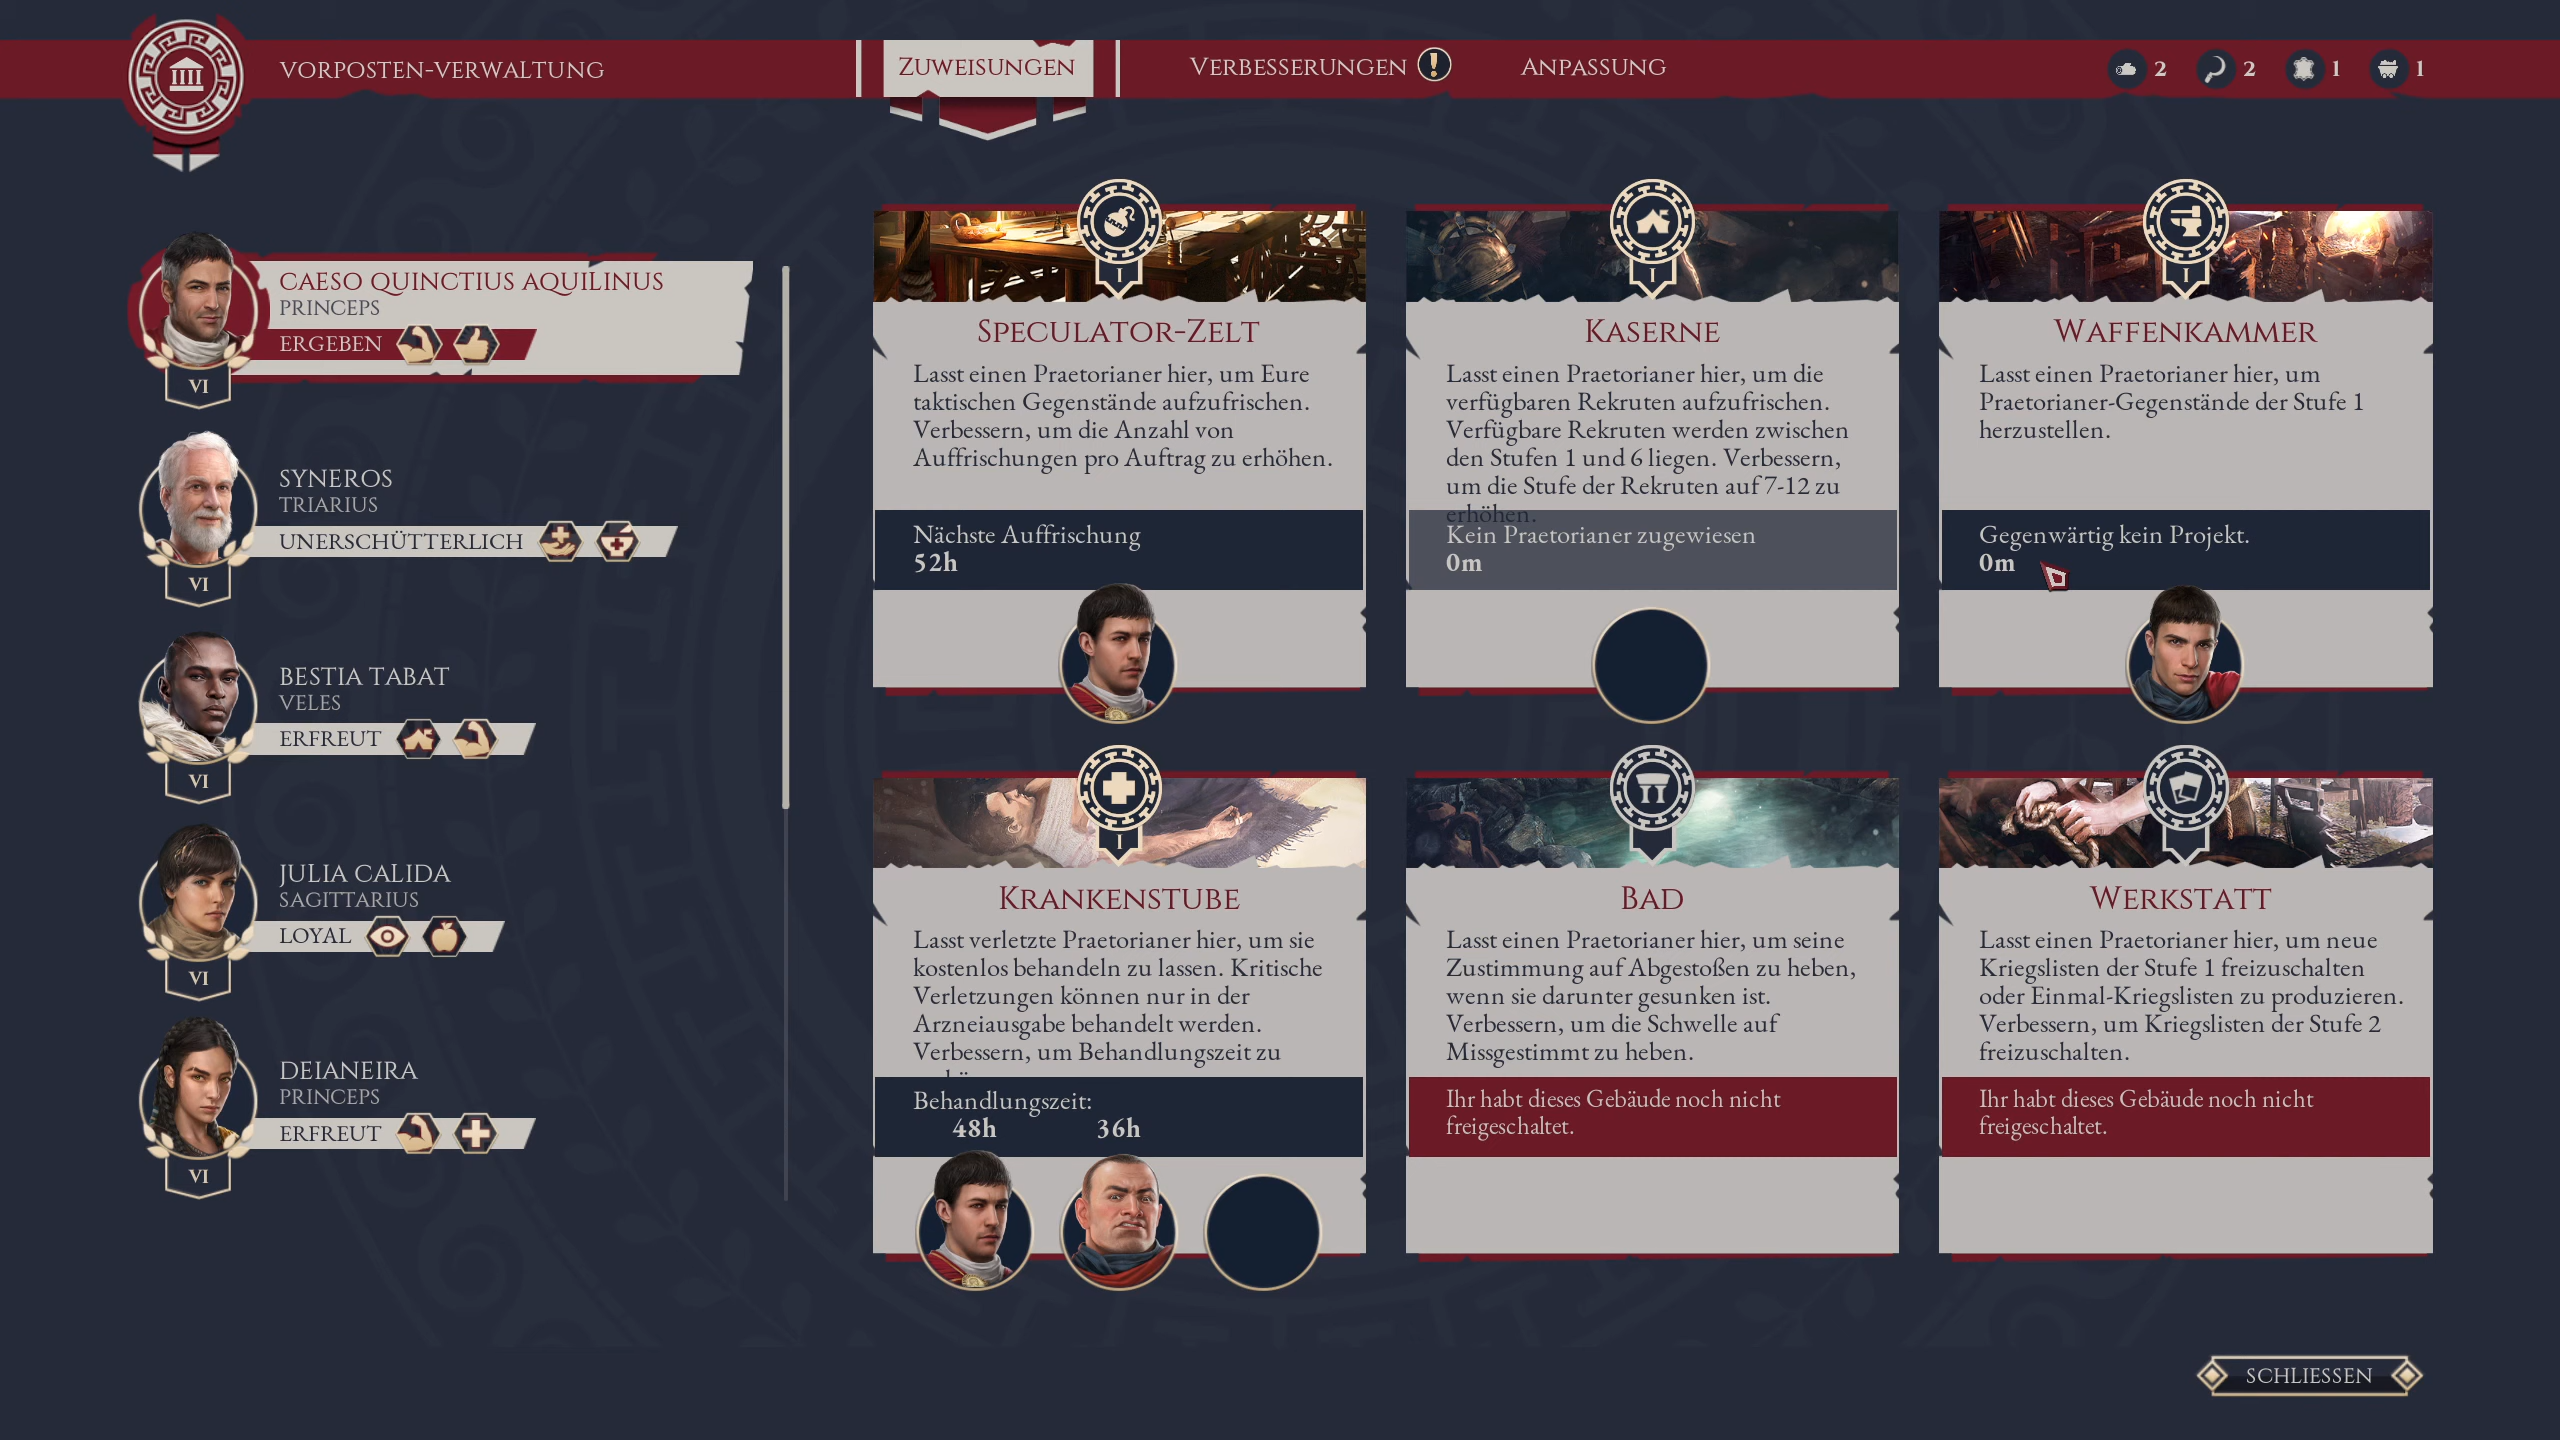 VORPOSTEN-VERWALTUNG
ZUWEISUNGEN
VERBESSERUNGEN
ANPASSUNG
2
2
1
1
CAESO QUINCTIUS AQUILINUS
PRINCEPS
ERGEBEN
VI
SYNEROS
TRIARIUS
UNERSCHÜTTERLICH
VI
BESTIA TABAT
VELES
ERFREUT
VI
JULIA CALIDA
SAGITTARIUS
LOYAL
VI
DEIANEIRA
PRINCEPS
ERFREUT
VI
I
SPECULATOR-ZELT
Lasst einen Praetorianer hier, um Eure
taktischen Gegenstände aufzufrischen.
Verbessern, um die Anzahl von
Auffrischungen pro Auftrag zu erhöhen.
Nächste Auffrischung
52h
I
KASERNE
Lasst einen Praetorianer hier, um die
verfügbaren Rekruten aufzufrischen.
Verfügbare Rekruten werden zwischen
den Stufen 1 und 6 liegen. Verbessern,
um die Stufe der Rekruten auf 7-12 zu
erhöhen.
Kein Praetorianer zugewiesen
0m
I
WAFFENKAMMER
Lasst einen Praetorianer hier, um
Praetorianer-Gegenstände der Stufe 1
herzustellen.
Gegenwärtig kein Projekt.
0m
I
KRANKENSTUBE
Lasst verletzte Praetorianer hier, um sie
kostenlos behandeln zu lassen. Kritische
Verletzungen können nur in der
Arzneiausgabe behandelt werden.
Verbessern, um Behandlungszeit zu
Behandlungszeit:
48h 36h
BAD
Lasst einen Praetorianer hier, um seine
Zustimmung auf Abgestoßen zu heben,
wenn sie darunter gesunken ist.
Verbessern, um die Schwelle auf
Missgestimmt zu heben.
Ihr habt dieses Gebäude noch nicht
freigeschaltet.
WERKSTATT
Lasst einen Praetorianer hier, um neue
Kriegslisten der Stufe 1 freizuschalten
oder Einmal-Kriegslisten zu produzieren.
Verbessern, um Kriegslisten der Stufe 2
freizuschalten.
Ihr habt dieses Gebäude noch nicht
freigeschaltet.
SCHLIESSEN